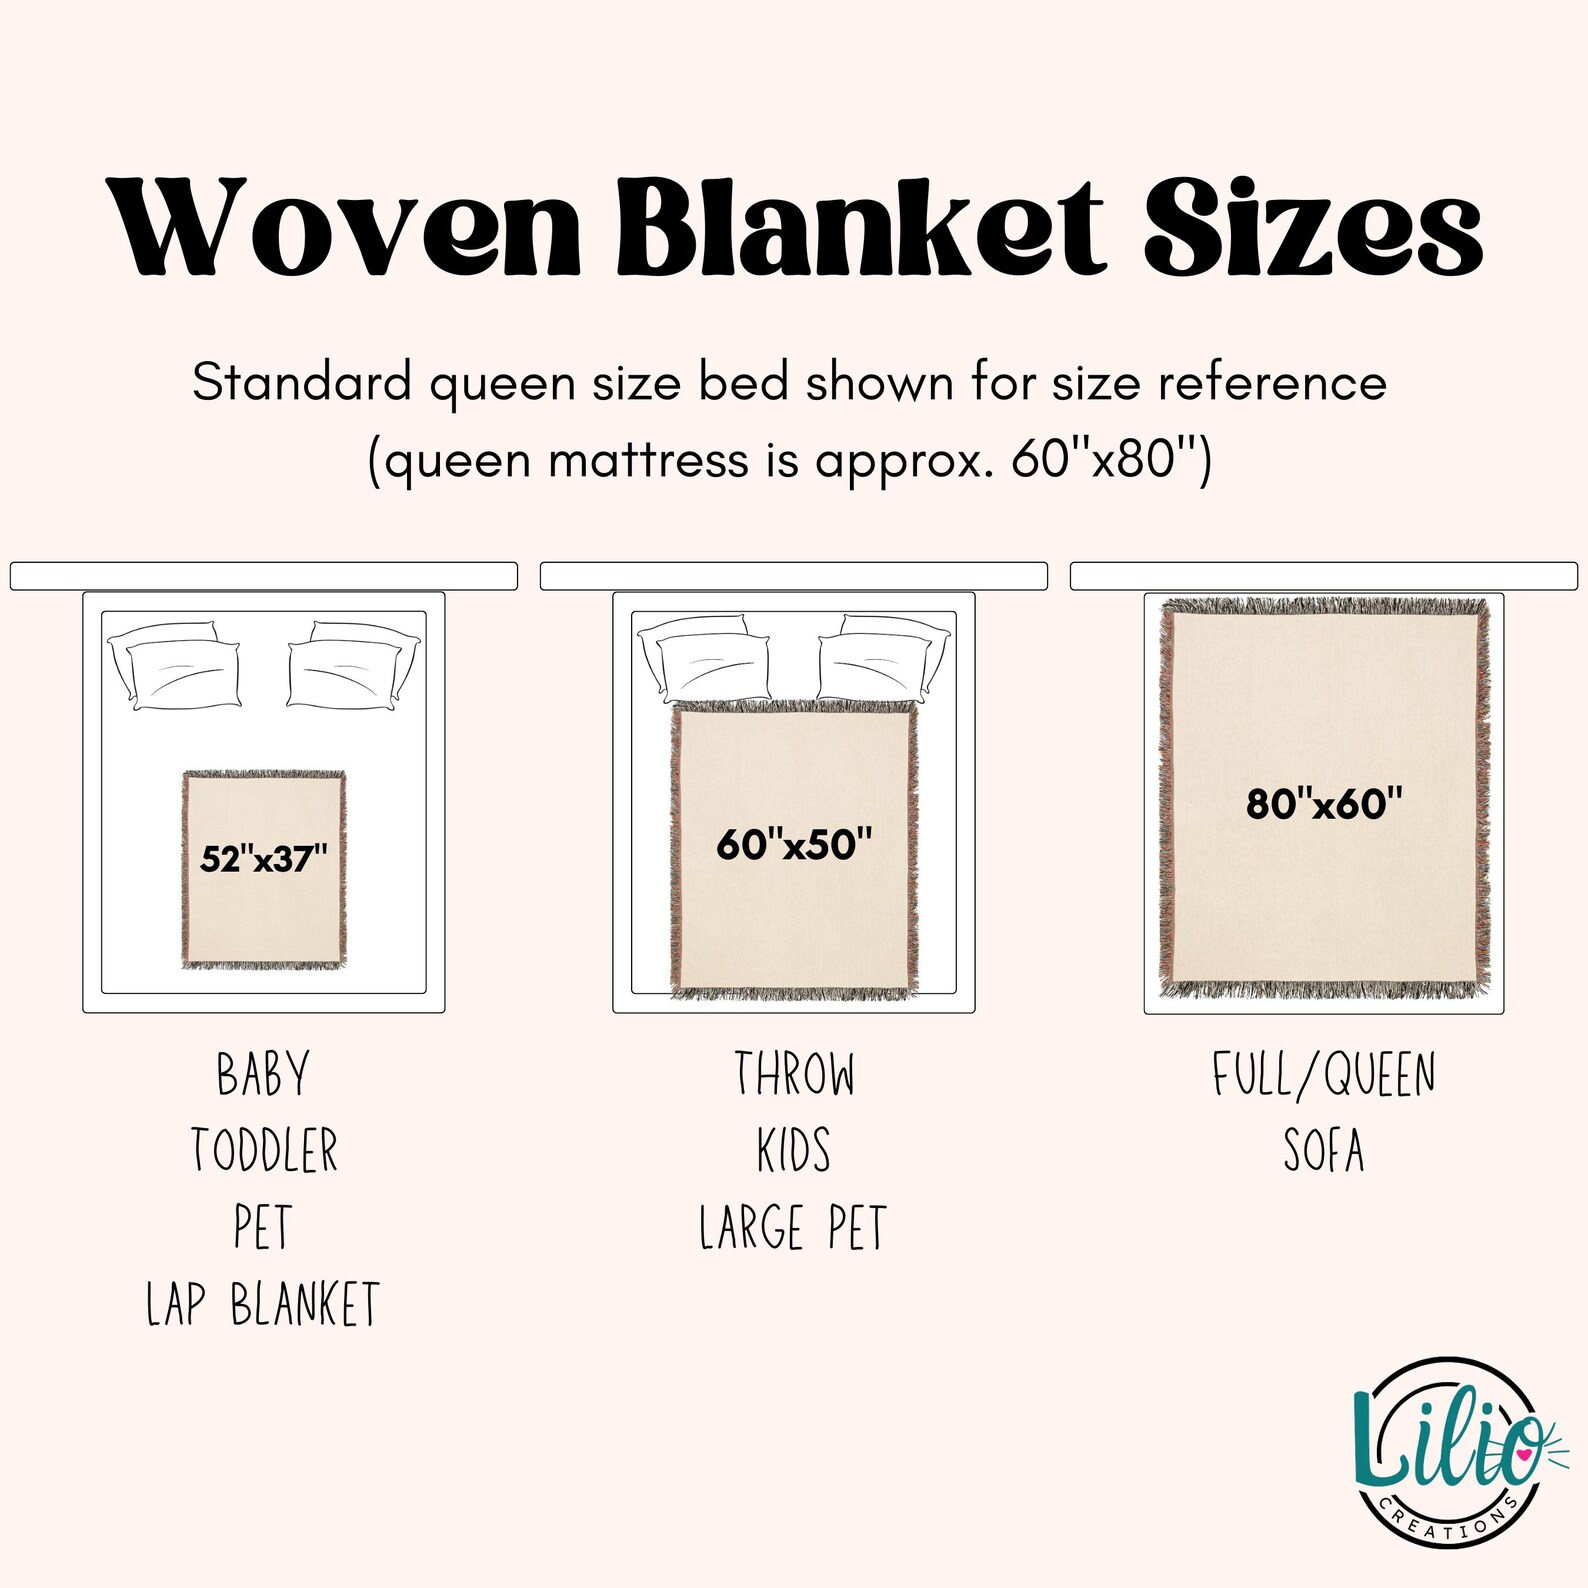 Woven Blanket Sizes
Standard queen size bed shown for size reference
(queen mattress is approx. 60"x80")
52"x37"
60"x50"
80"x60"
BABY
TODDLER
PET
LAP BLANKET
THROW
KIDS
LARGE PET
FULL/QUEEN
SOFA
Lilio
CREATIONS